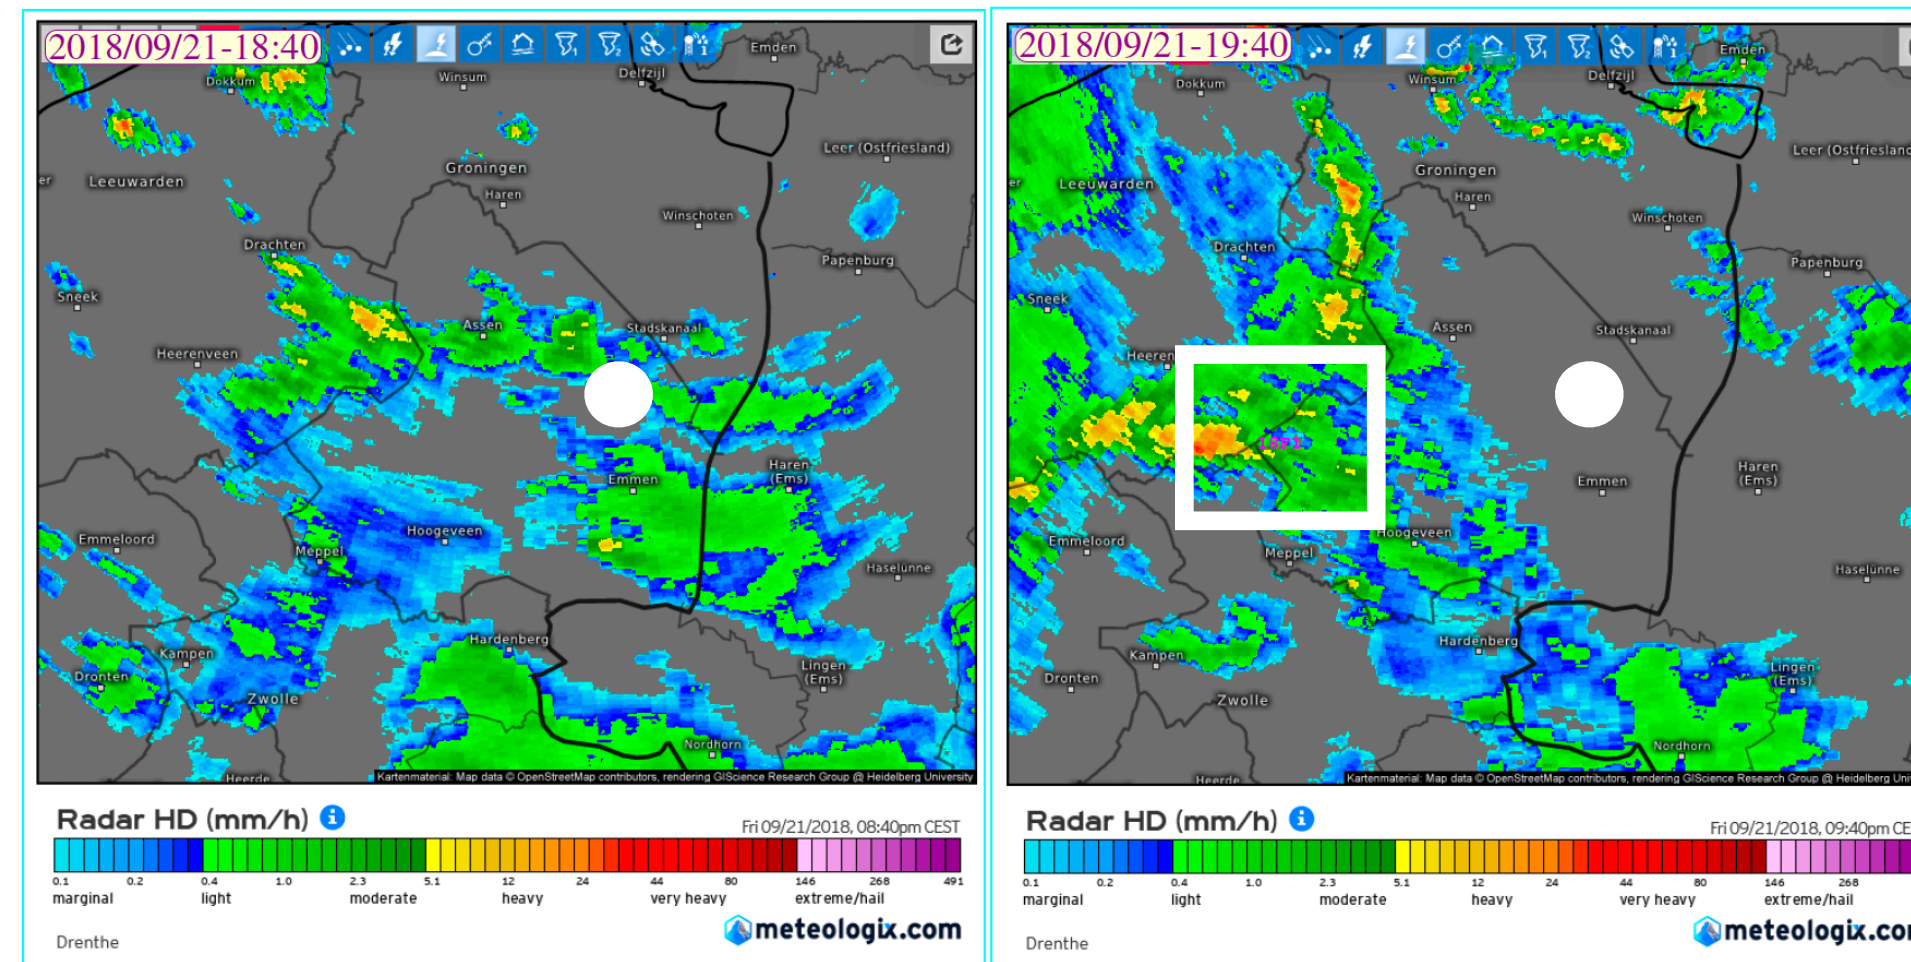 2018/09/21-18:40
Emden
Dokkum
Winsum
Delfzijl
Leer (Ostfriesland)
er
Leeuwarden
Groningen
Haren
Winschoten
Drachten
Papenburg
Sneek
Assen
Stadskanaal
Heerenveen
Haren
(Ems)
Emmen
Hoogeveen
Emmeloord
Meppel
Haselünne
Hardenberg
Kampen
Lingen
(Ems)
Dronten
Zwolle
Nordhorn
Heerde
Kartenmaterial: Map data © OpenStreetMap contributors, rendering GIScience Research Group @ Heidelberg University
Radar HD (mm/h)
Fri 09/21/2018, 08:40pm CEST
0.1 0.2 0.4 1.0 2.3 5.1 12 24 44 80 146 268 491
marginal light moderate heavy very heavy extreme/hail
meteologix.com
Drenthe
2018/09/21-19:40
Emden
Dokkum
Winsum
Delfzijl
Leer (Ostfriesland
er
Leeuwarden
Groningen
Haren
Winschoten
Drachten
Papenburg
Sneek
Assen
Stadskanaal
Heeren
Haren
(Ems)
Emmen
Hoogeveen
Emmeloord
Meppel
Haselünne
Hardenberg
Kampen
Lingen
(Ems)
Dronten
Zwolle
Nordhorn
Heerde
Kartenmaterial: Map data © OpenStreetMap contributors, rendering GIScience Research Group @ Heidelberg Uni
Radar HD (mm/h)
Fri 09/21/2018, 09:40pm CE
0.1 0.2 0.4 1.0 2.3 5.1 12 24 44 80 146 268
marginal light moderate heavy very heavy extreme/hail
meteologix.co
Drenthe